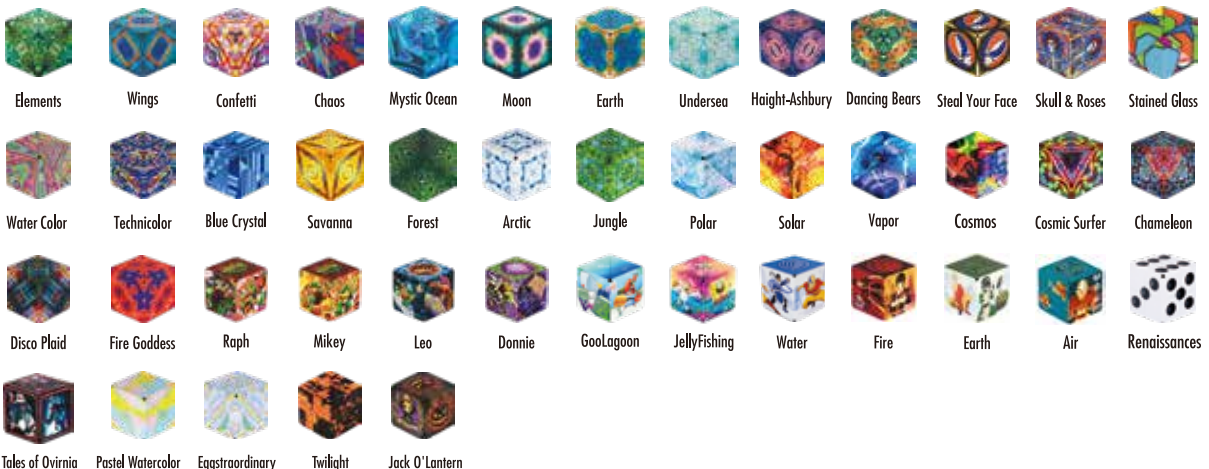 Elements Wings Confetti Chaos Mystic Ocean Moon Earth Undersea Haight-Ashbury Dancing Bears Steal Your Face Skull & Roses Stained Glass
Water Color Technicolor Blue Crystal Savanna Forest Arctic Jungle Polar Solar Vapor Cosmos Cosmic Surfer Chameleon
Disco Plaid Fire Goddess Raph Mikey Leo Donnie GooLagoon JellyFishing Water Fire Earth Air Renaissances
Tales of Ovirnia Pastel Watercolor Eggstraordinary Twilight Jack O'Lantern